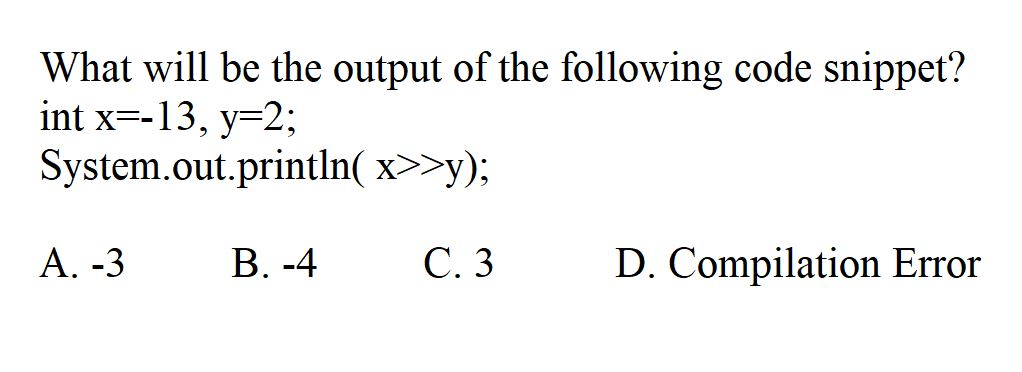 What will be the output of the following code snippet?
int x=-13, y=2;
System.out.println( x>>y);
A. -3 B. -4 C. 3 D. Compilation Error